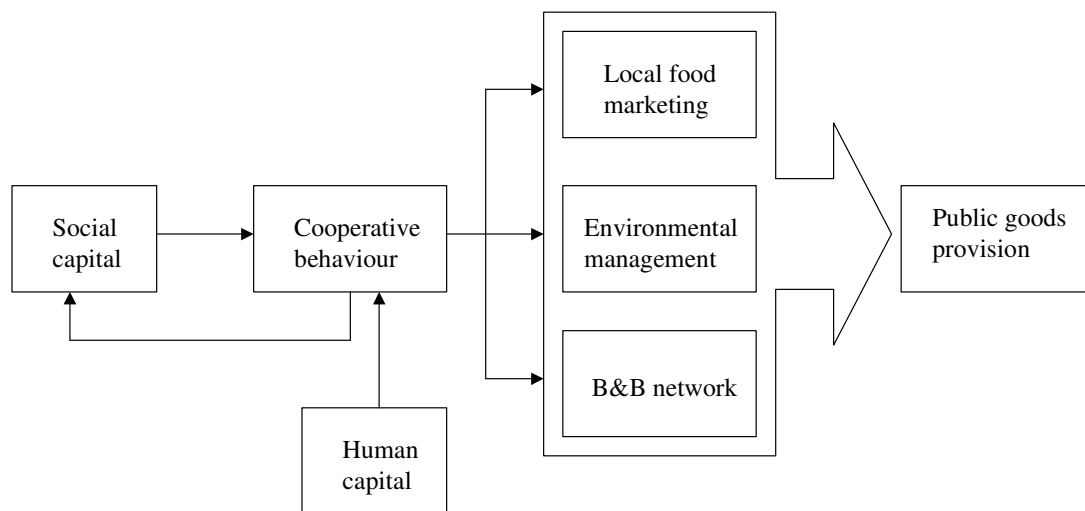 Social
capital
Cooperative
behaviour
Human
capital
Local food
marketing
Environmental
management
B&B network
Public goods
provision